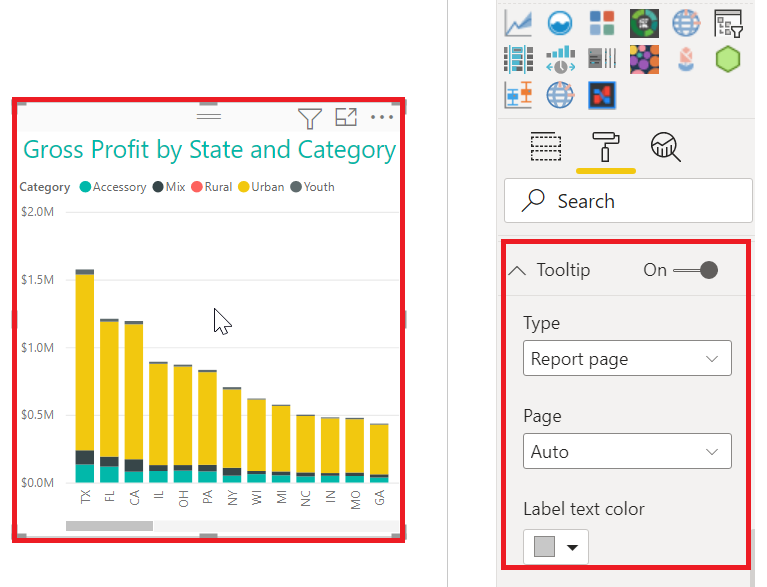 Gross Profit by State and Category
Category Accessory Mix Rural Urban Youth
$2.0M
$1.5M
$1.0M
$0.5M
$0.0M
TX FL CA IL OH PA NY WI MI NC IN MO GA
Search
Tooltip On
Type
Report page
Page
Auto
Label text color